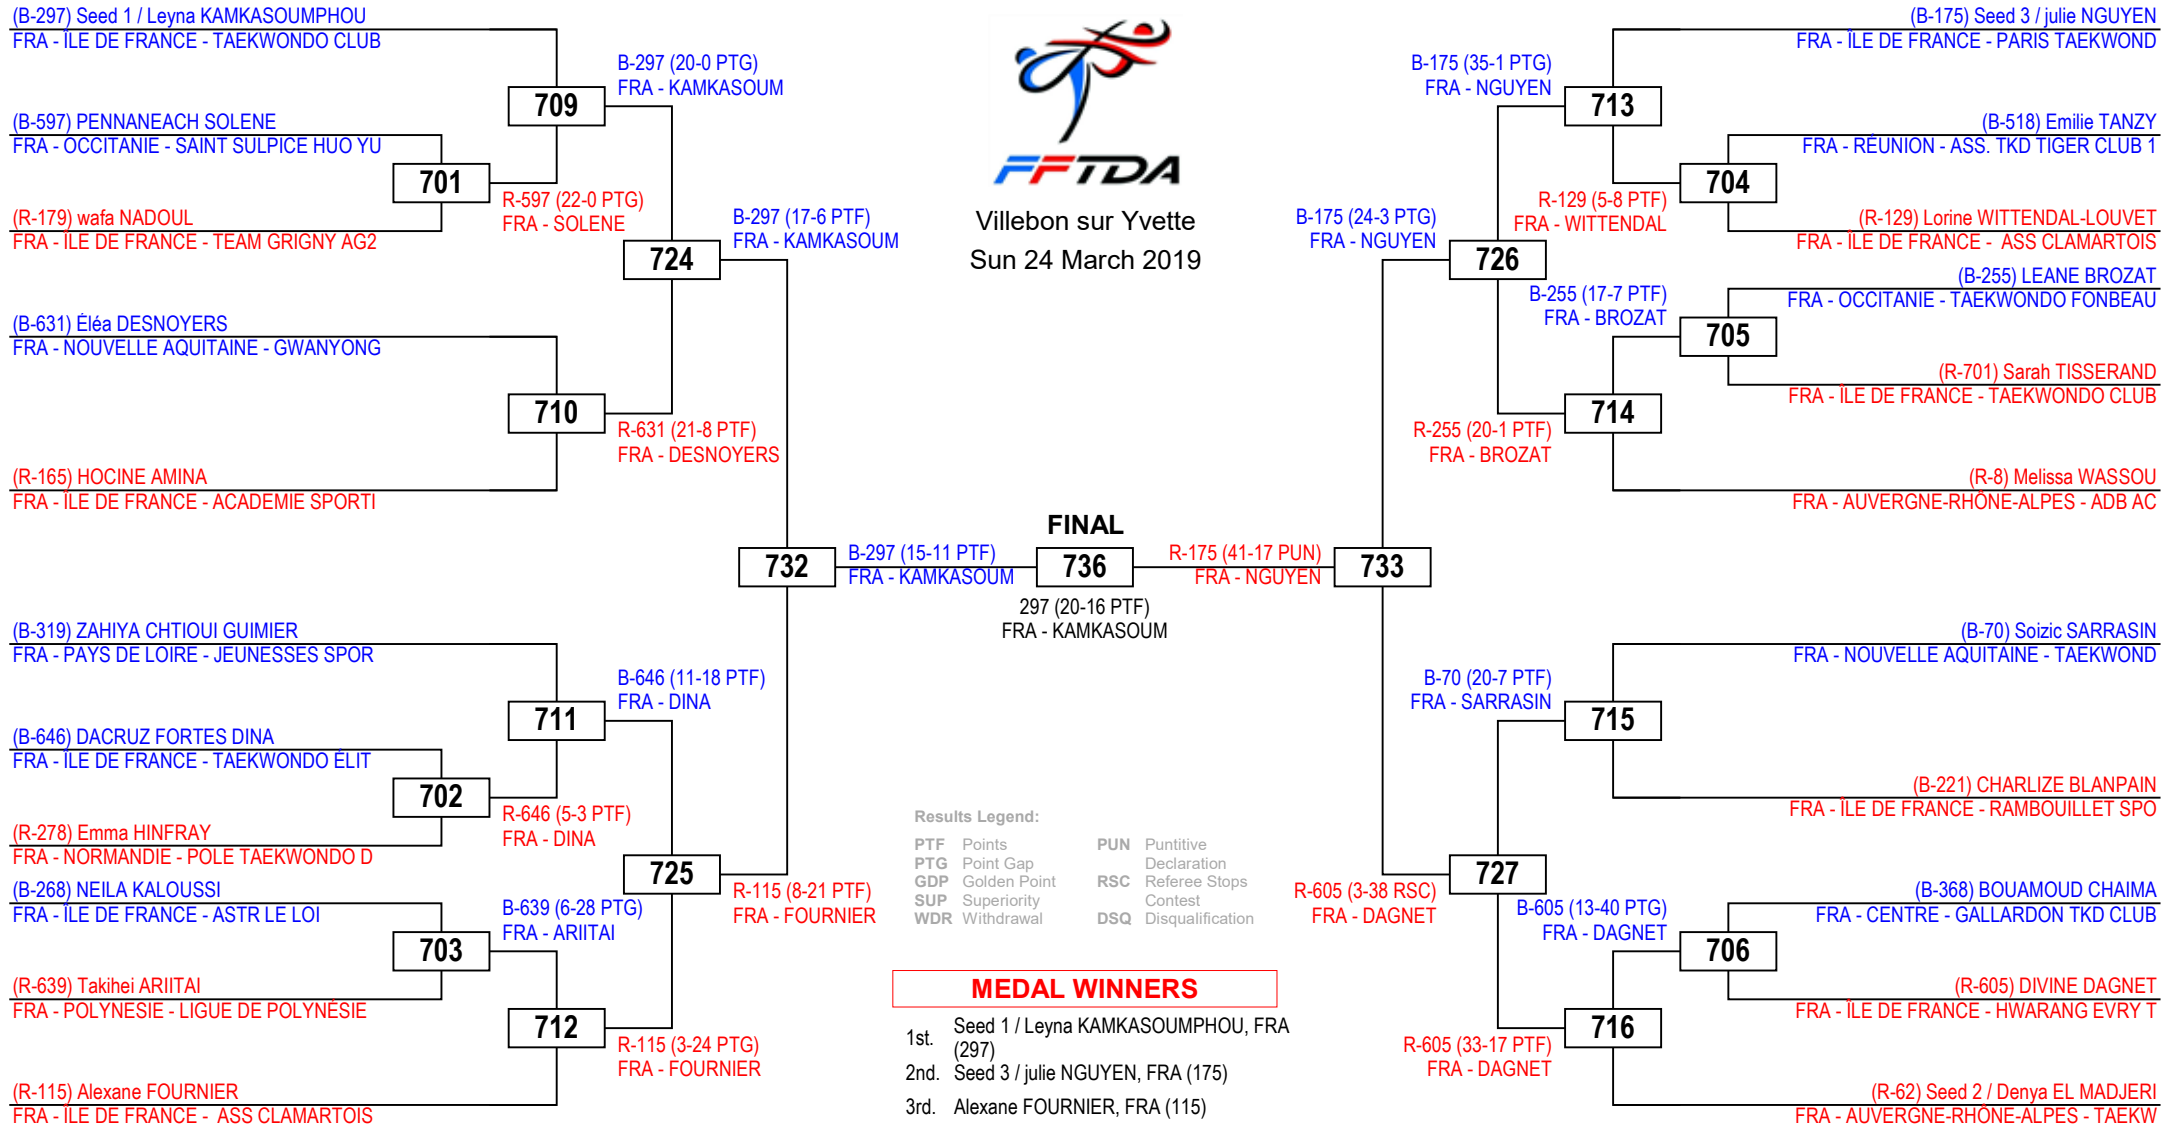 (B-297) Seed 1 / Leyna KAMKASOUMPHOU
FRA - ÎLE DE FRANCE - TAEKWONDO CLUB
B-297 (20-0 PTG)
FRA - KAMKASOUM
709
(B-597) PENNANEACH SOLENE
FRA - OCCITANIE - SAINT SULPICE HUO YU
701
(R-179) wafa NADOUL
FRA - ÎLE DE FRANCE - TEAM GRIGNY AG2
R-597 (22-0 PTG)
FRA - SOLENE
B-297 (17-6 PTF)
FRA - KAMKASOUM
724
(B-631) Éléa DESNOYERS
FRA - NOUVELLE AQUITAINE - GWANYONG
710
R-631 (21-8 PTF)
FRA - DESNOYERS
(R-165) HOCINE AMINA
FRA - ÎLE DE FRANCE - ACADEMIE SPORTI
732
B-297 (15-11 PTF)
FRA - KAMKASOUM
(B-319) ZAHIYA CHTIOUI GUIMIER
FRA - PAYS DE LOIRE - JEUNESSES SPOR
B-646 (11-18 PTF)
FRA - DINA
711
(B-646) DACRUZ FORTES DINA
FRA - ÎLE DE FRANCE - TAEKWONDO ÉLIT
702
R-646 (5-3 PTF)
FRA - DINA
(R-278) Emma HINFRAY
FRA - NORMANDIE - POLE TAEKWONDO D
725
R-115 (8-21 PTF)
FRA - FOURNIER
(B-268) NEILA KALOUSSI
FRA - ÎLE DE FRANCE - ASTR LE LOI
B-639 (6-28 PTG)
FRA - ARIITAI
703
(R-639) Takihei ARIITAI
FRA - POLYNESIE - LIGUE DE POLYNÉSIE
712
R-115 (3-24 PTG)
FRA - FOURNIER
(R-115) Alexane FOURNIER
FRA - ÎLE DE FRANCE - ASS CLAMARTOIS
FFTDA
Villebon sur Yvette
Sun 24 March 2019
FINAL
736
297 (20-16 PTF)
FRA - KAMKASOUM
Results Legend:
PTF Points
PTG Point Gap
GDP Golden Point
SUP Superiority
WDR Withdrawal
PUN Puntitive
Declaration
RSC Referee Stops
Contest
DSQ Disqualification
MEDAL WINNERS
1st. Seed 1 / Leyna KAMKASOUMPHOU, FRA
(297)
2nd. Seed 3 / julie NGUYEN, FRA (175)
3rd. Alexane FOURNIER, FRA (115)
(B-175) Seed 3 / julie NGUYEN
FRA - ÎLE DE FRANCE - PARIS TAEKWOND
B-175 (35-1 PTG)
FRA - NGUYEN
713
(B-518) Emilie TANZY
FRA - RÉUNION - ASS. TKD TIGER CLUB 1
704
R-129 (5-8 PTF)
FRA - WITTENDAL
(R-129) Lorine WITTENDAL-LOUVET
FRA - ÎLE DE FRANCE - ASS CLAMARTOIS
B-175 (24-3 PTG)
FRA - NGUYEN
726
(B-255) LEANE BROZAT
FRA - OCCITANIE - TAEKWONDO FONBEAU
B-255 (17-7 PTF)
FRA - BROZAT
705
(R-701) Sarah TISSERAND
FRA - ÎLE DE FRANCE - TAEKWONDO CLUB
714
R-255 (20-1 PTF)
FRA - BROZAT
(R-8) Melissa WASSOU
FRA - AUVERGNE-RHÔNE-ALPES - ADB AC
R-175 (41-17 PUN)
FRA - NGUYEN
733
(B-70) Soizic SARRASIN
FRA - NOUVELLE AQUITAINE - TAEKWOND
B-70 (20-7 PTF)
FRA - SARRASIN
715
(B-221) CHARLIZE BLANPAIN
FRA - ÎLE DE FRANCE - RAMBOUILLET SPO
727
R-605 (3-38 RSC)
FRA - DAGNET
(B-368) BOUAMOUD CHAIMA
FRA - CENTRE - GALLARDON TKD CLUB
B-605 (13-40 PTG)
FRA - DAGNET
706
(R-605) DIVINE DAGNET
FRA - ÎLE DE FRANCE - HWARANG EVRY T
716
R-605 (33-17 PTF)
FRA - DAGNET
(R-62) Seed 2 / Denya EL MADJERI
FRA - AUVERGNE-RHÔNE-ALPES - TAEKW